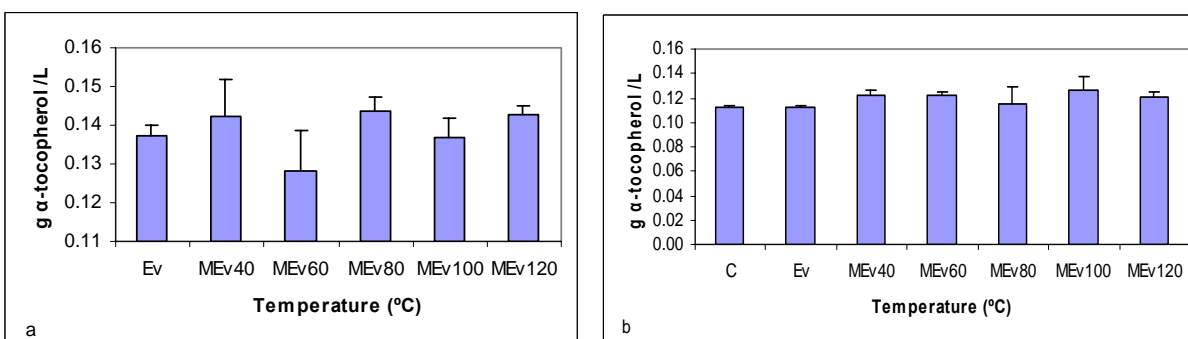 0.16
0.15
0.14
0.13
0.12
0.11
g α-tocopherol /L
Ev MEv40 MEv60 MEv80 MEv100 MEv120
Temperature (ºC)
a
0.16
0.14
0.12
0.10
0.08
0.06
0.04
0.02
0.00
g α-tocopherol /L
C Ev MEv40 MEv60 MEv80 MEv100 MEv120
Temperature (ºC)
b